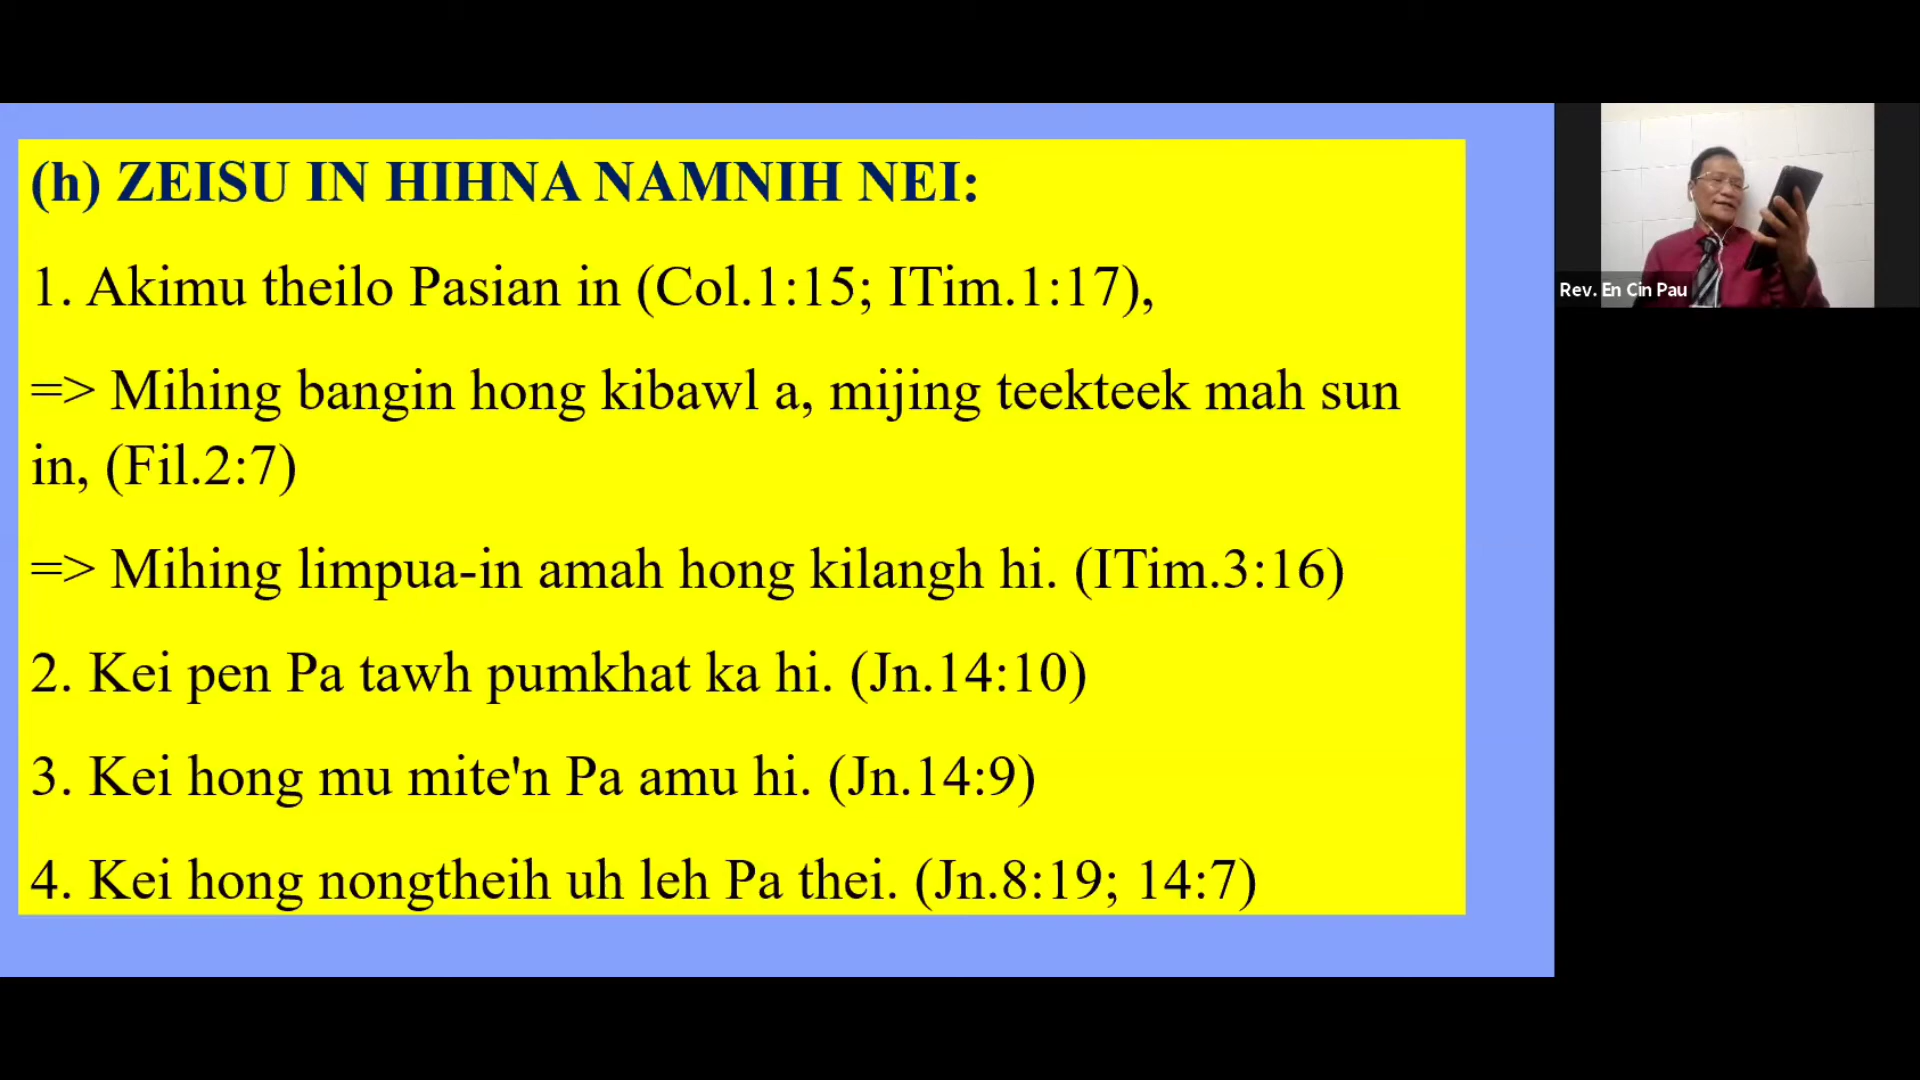 (h) ZEISU IN HIHNA NAMNIH NEI:
1. Akimu theilo Pasian in (Col.1:15; ITim.1:17),
=> Mihing bangin hong kibawl a, mijing teekteek mah sun
in, (Fil.2:7)
=> Mihing limpua-in amah hong kilangh hi. (ITim.3:16)
2. Kei pen Pa tawh pumkhat ka hi. (Jn.14:10)
3. Kei hong mu mite'n Pa amu hi. (Jn.14:9)
4. Kei hong nongtheih uh leh Pa thei. (Jn.8:19; 14:7)
Rev. En Cin Pau